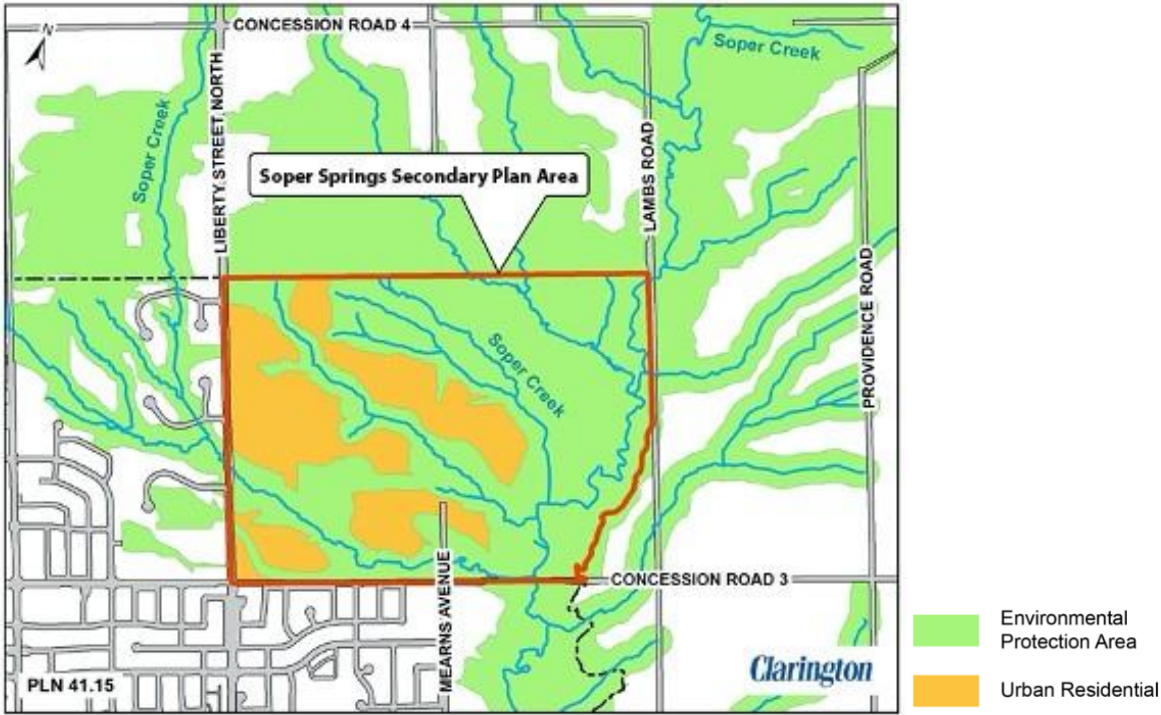 CONCESSION ROAD 4
N
Soper Creek
LIBERTY STREET NORTH
Soper Creek
LAMBS ROAD
Soper Springs Secondary Plan Area
PROVIDENCE ROAD
Soper Creek
MEARNS AVENUE
CONCESSION ROAD 3
Environmental
Protection Area
Clarington
Urban Residential
PLN 41.15